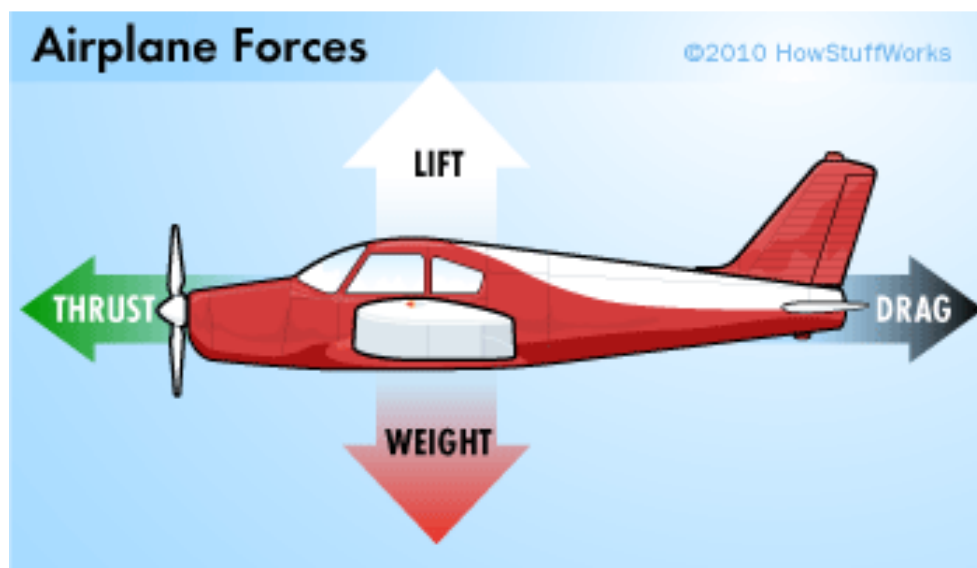 Airplane Forces
©2010 HowStuffWorks
LIFT
THRUST
DRAG
WEIGHT